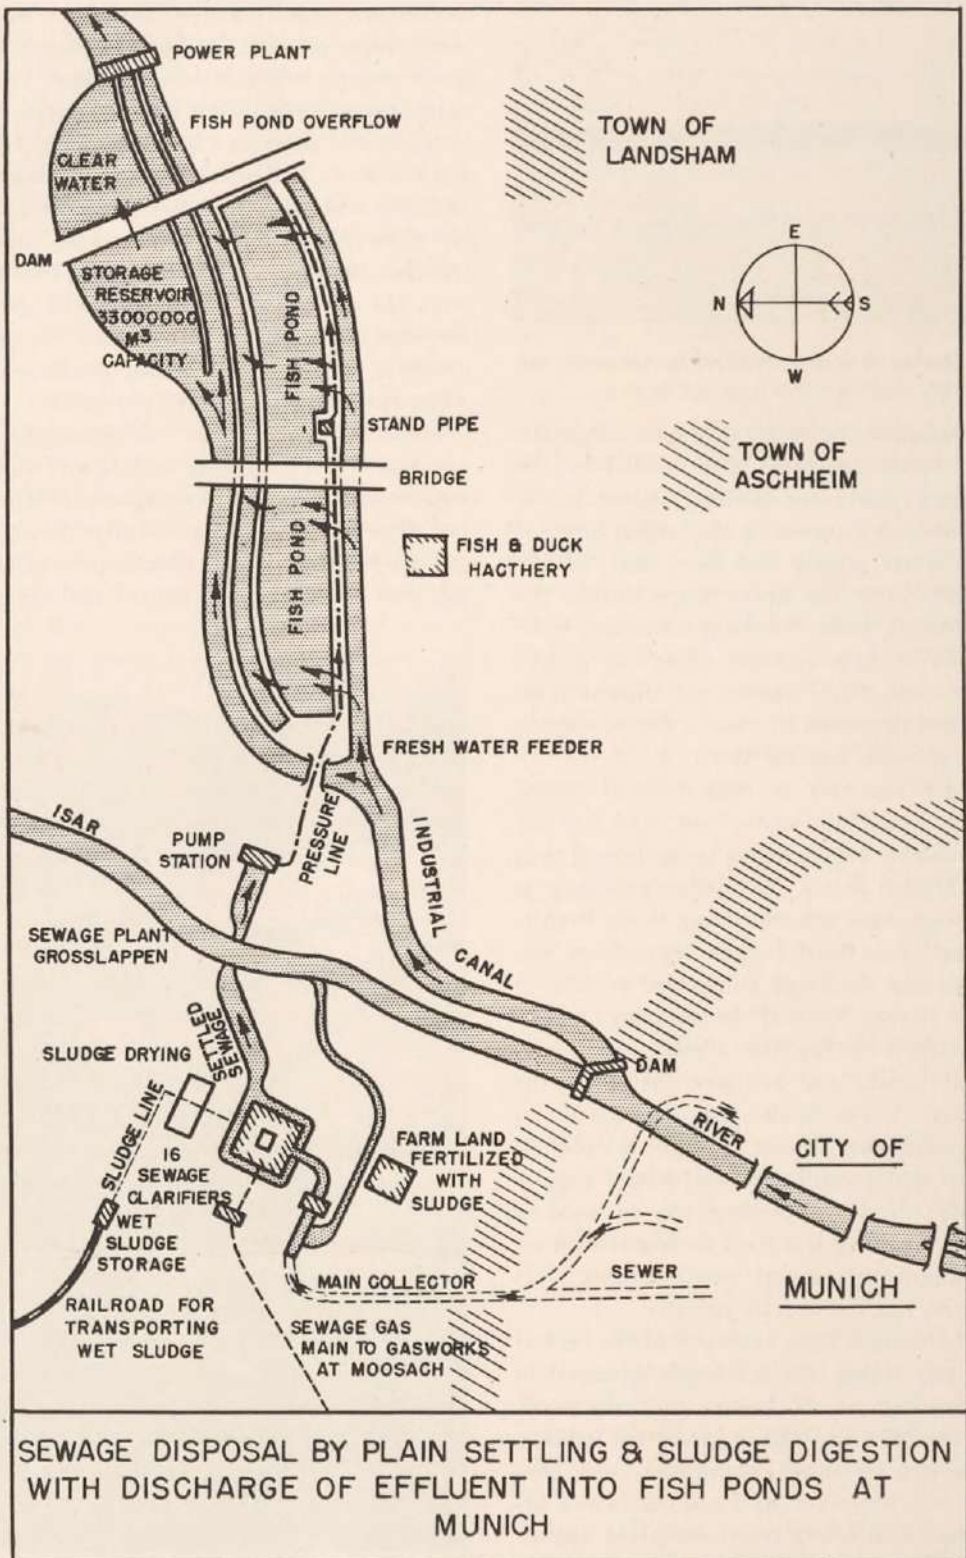 POWER PLANT
FISH POND OVERFLOW
CLEAR
WATER
DAM
STORAGE
RESERVOIR
33000000
M3
CAPACITY
FISH POND
STAND PIPE
BRIDGE
FISH POND
FISH & DUCK
HACTHERY
TOWN OF
LANDSHAM
E
N
S
W
TOWN OF
ASCHHEIM
FRESH WATER FEEDER
ISAR
PUMP
STATION
PRESSURE
LINE
INDUSTRIAL
CANAL
SEWAGE PLANT
GROSSLAPPEN
SETTLED
SEWAGE
SLUDGE DRYING
SLUDGE LINE
16
SEWAGE
CLARIFIERS
WET
SLUDGE
STORAGE
RAILROAD FOR
TRANSPORTING
WET SLUDGE
FARM LAND
FERTILIZED
WITH
SLUDGE
DAM
RIVER
CITY OF
MUNICH
MAIN COLLECTOR
SEWER
SEWAGE GAS
MAIN TO GASWORKS
AT MOOSACH
SEWAGE DISPOSAL BY PLAIN SETTLING & SLUDGE DIGESTION
WITH DISCHARGE OF EFFLUENT INTO FISH PONDS AT
MUNICH